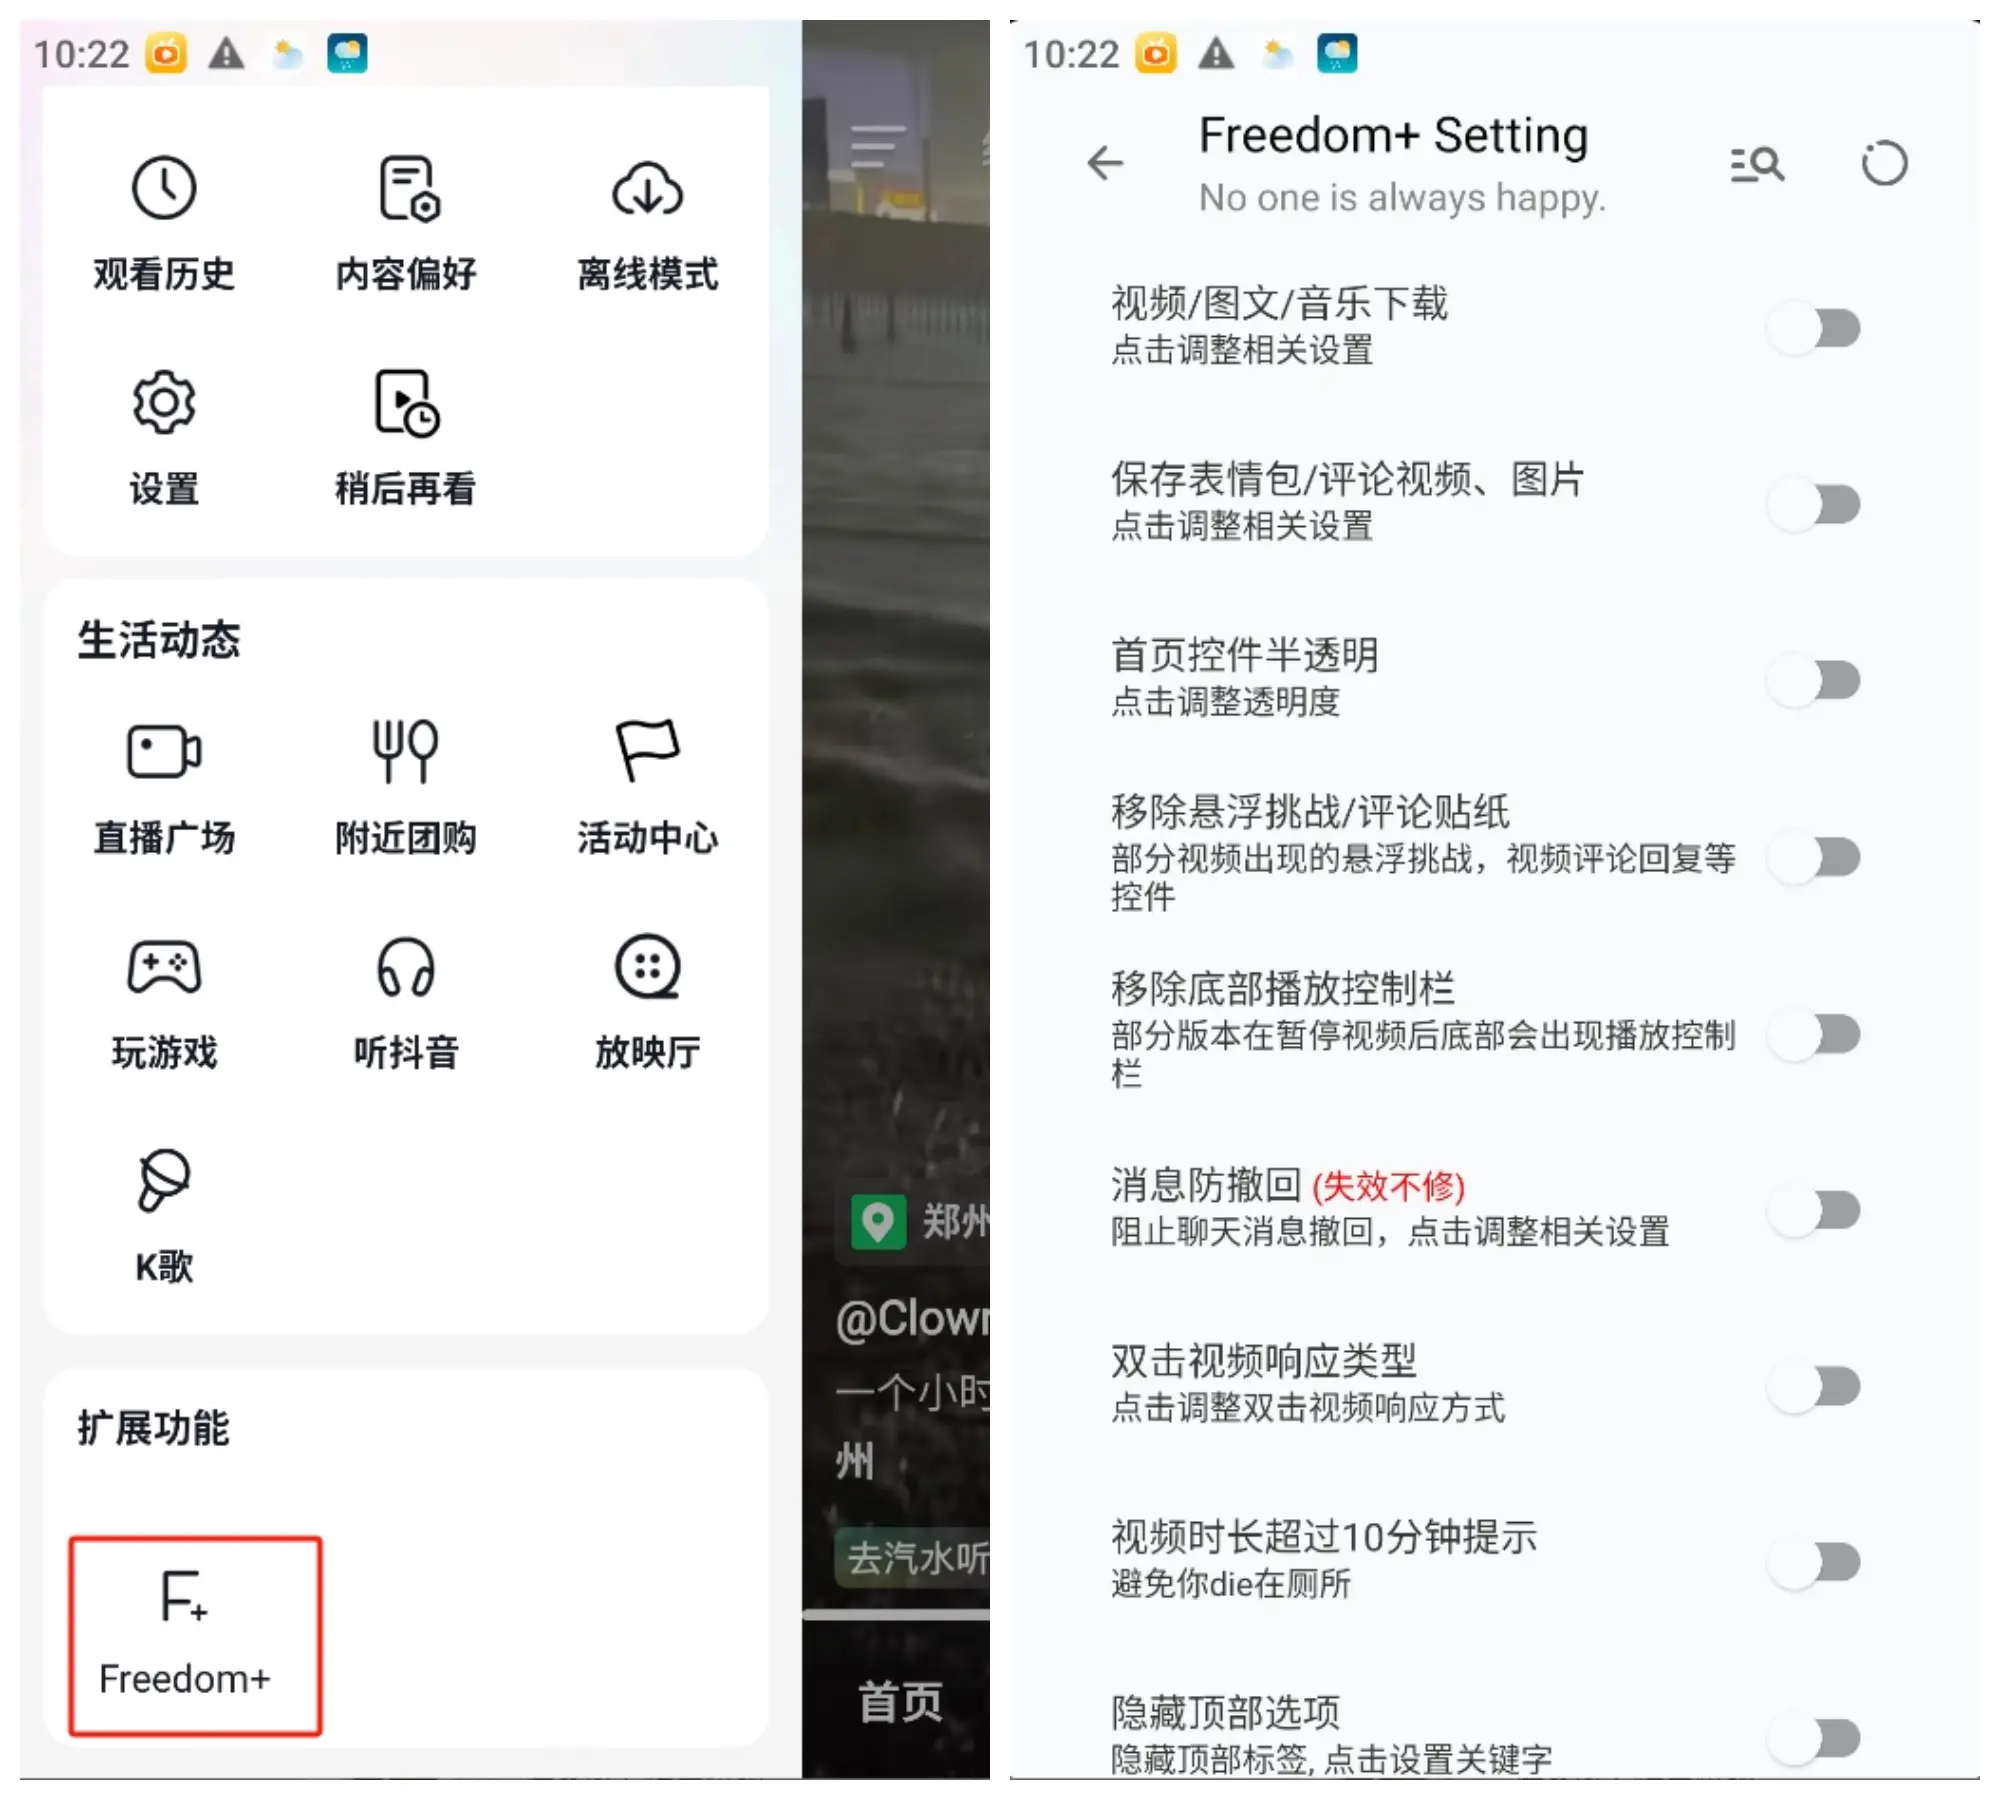 10:22
观看历史
内容偏好
离线模式
设置
稍后再看
生活动态
直播广场
附近团购
活动中心
玩游戏
听抖音
放映厅
K歌
扩展功能
F+
Freedom+
郑州
@Clown
一个小时
州
去汽水听
首页
10:22
Freedom+ Setting
No one is always happy.
视频/图文/音乐下载
点击调整相关设置
保存表情包/评论视频、图片
点击调整相关设置
首页控件半透明
点击调整透明度
移除悬浮挑战/评论贴纸
部分视频出现的悬浮挑战，视频评论回复等
控件
移除底部播放控制栏
部分版本在暂停视频后底部会出现播放控制
栏
消息防撤回 (失效不修)
阻止聊天消息撤回，点击调整相关设置
双击视频响应类型
点击调整双击视频响应方式
视频时长超过10分钟提示
避免你die在厕所
隐藏顶部选项
隐藏顶部标签, 点击设置关键字